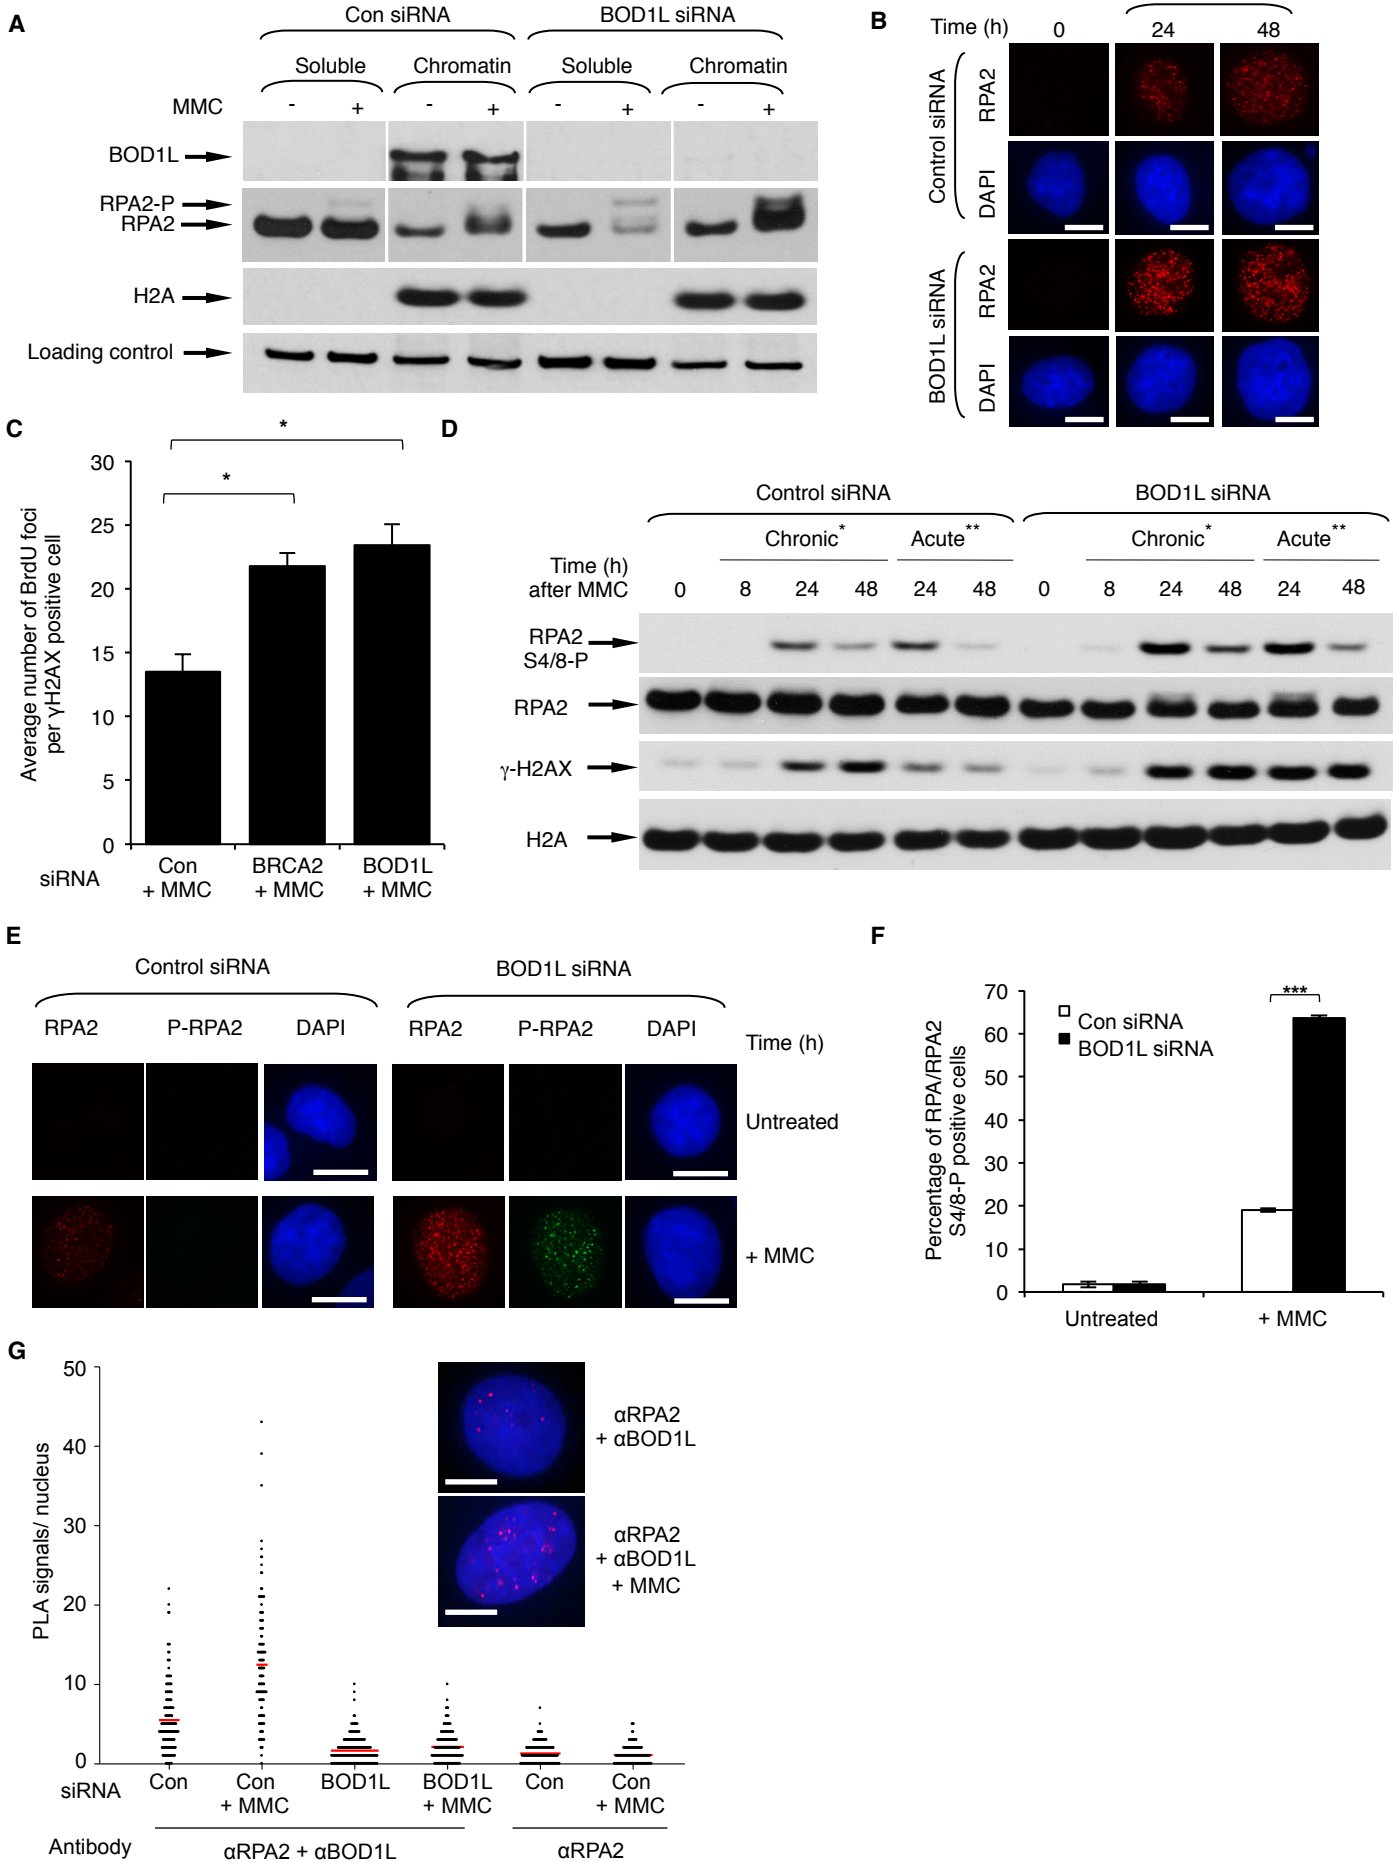 A
Con siRNA
BOD1L siRNA
Soluble
Chromatin
Soluble
Chromatin
MMC - + - + - + - +
BOD1L
RPA2-P
RPA2
H2A
Loading control
B
Time (h) 0 24 48
Control siRNA
RPA2
DAPI
BOD1L siRNA
RPA2
DAPI
C
*
*
Average number of BrdU foci
per γH2AX positive cell
30
25
20
15
10
5
0
siRNA
Con
+ MMC
BRCA2
+ MMC
BOD1L
+ MMC
D
Control siRNA
BOD1L siRNA
Chronic*
Acute**
Chronic*
Acute**
Time (h)
after MMC
0 8 24 48 24 48 0 8 24 48 24 48
RPA2
S4/8-P
RPA2
γ-H2AX
H2A
E
Control siRNA
BOD1L siRNA
RPA2 P-RPA2 DAPI RPA2 P-RPA2 DAPI
Time (h)
Untreated
+ MMC
F
Percentage of RPA/RPA2
S4/8-P positive cells
70
60
50
40
30
20
10
0
Con siRNA
BOD1L siRNA
***
Untreated
+ MMC
G
PLA signals/ nucleus
50
40
30
20
10
0
αRPA2
+ αBOD1L
αRPA2
+ αBOD1L
+ MMC
siRNA
Con
Con
+ MMC
BOD1L
BOD1L
+ MMC
Con
Con
+ MMC
Antibody
αRPA2 + αBOD1L
αRPA2